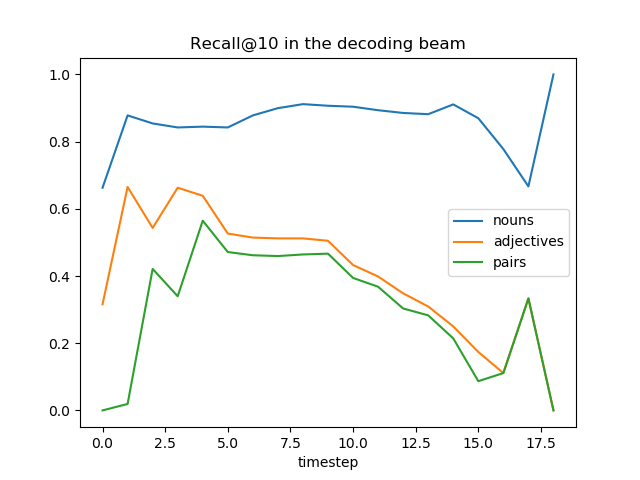 Recall@10 in the decoding beam
1.0
0.8
0.6
0.4
0.2
0.0
nouns
adjectives
pairs
0.0 2.5 5.0 7.5 10.0 12.5 15.0 17.5
timestep